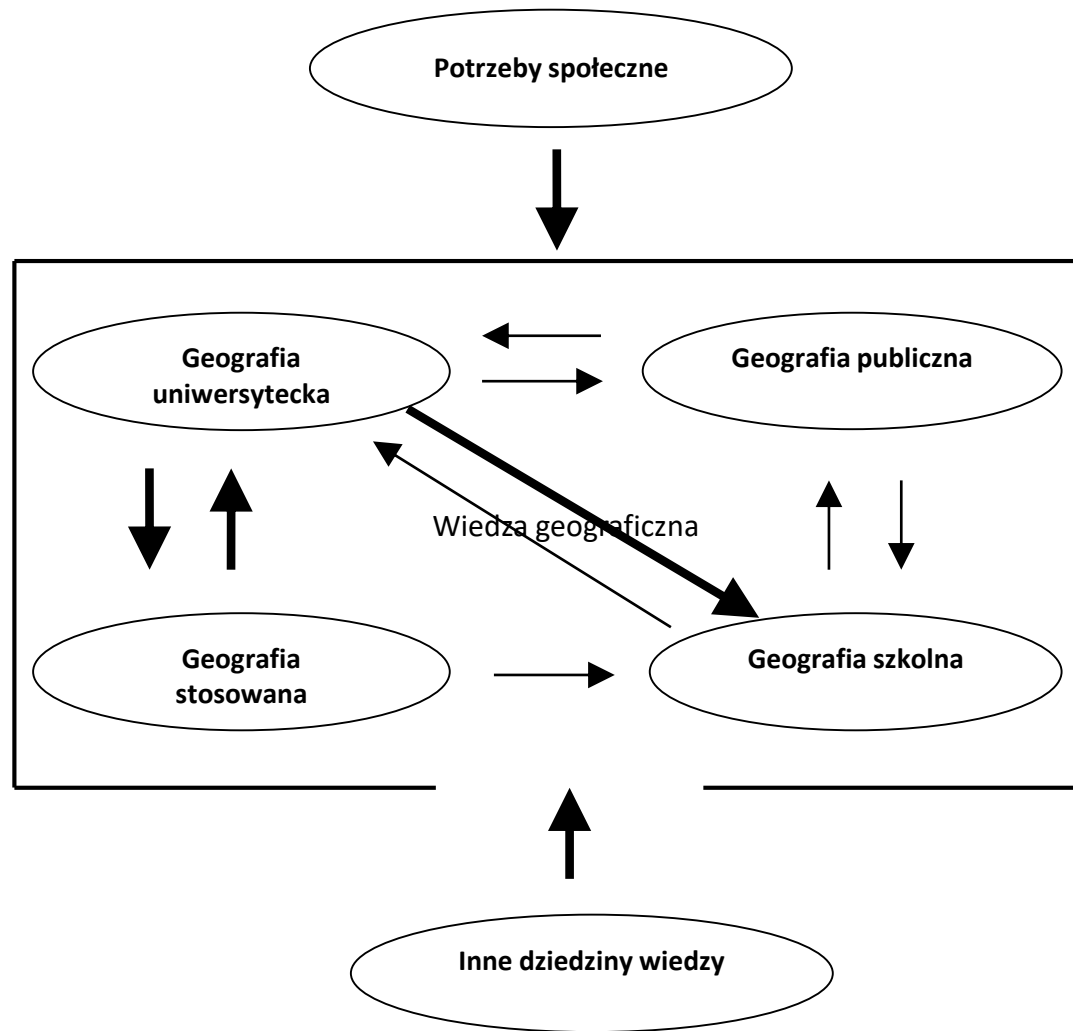 Potrzeby społeczne
Geografia
uniwersytecka
Geografia publiczna
Wiedza geograficzna
Geografia
stosowana
Geografia szkolna
Inne dziedziny wiedzy